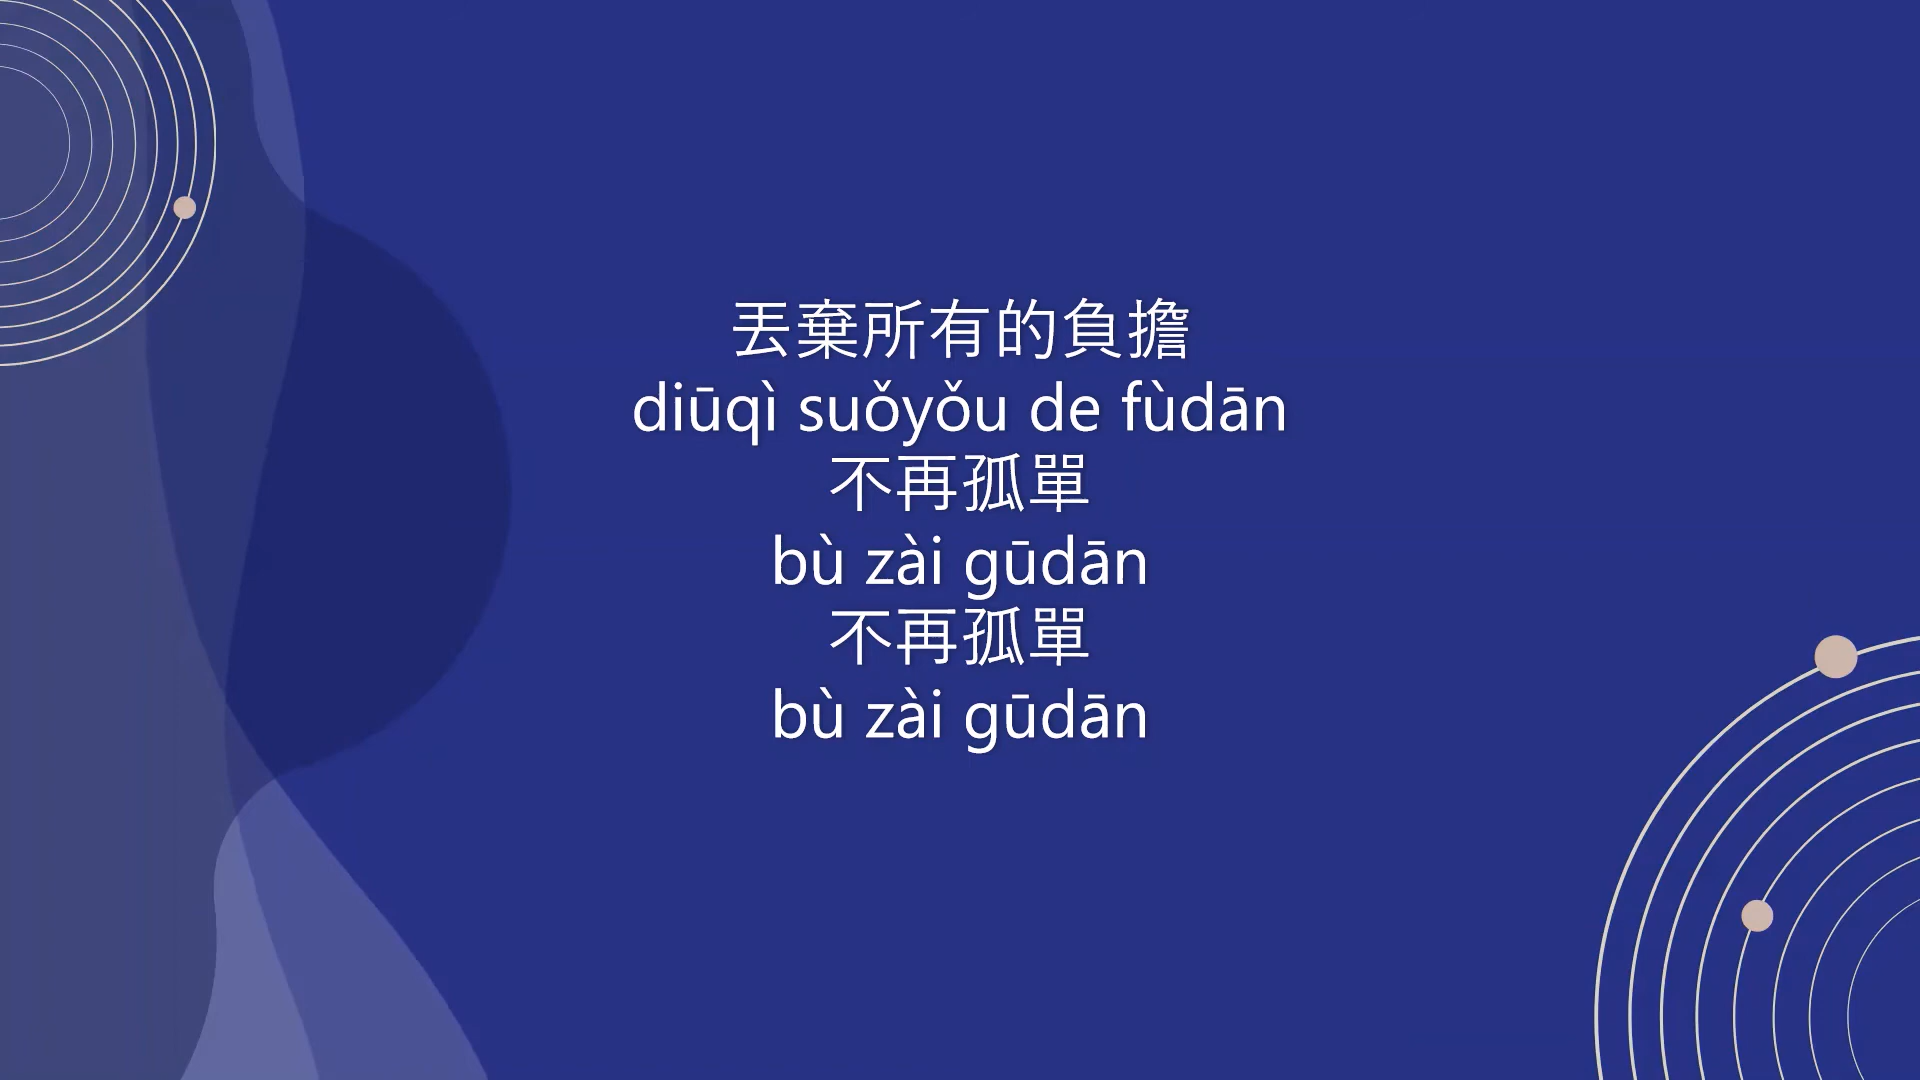 丟棄所有的負擔
diūqì suǒyǒu de fùdān
不再孤單
bù zài gūdān
不再孤單
bù zài gūdān